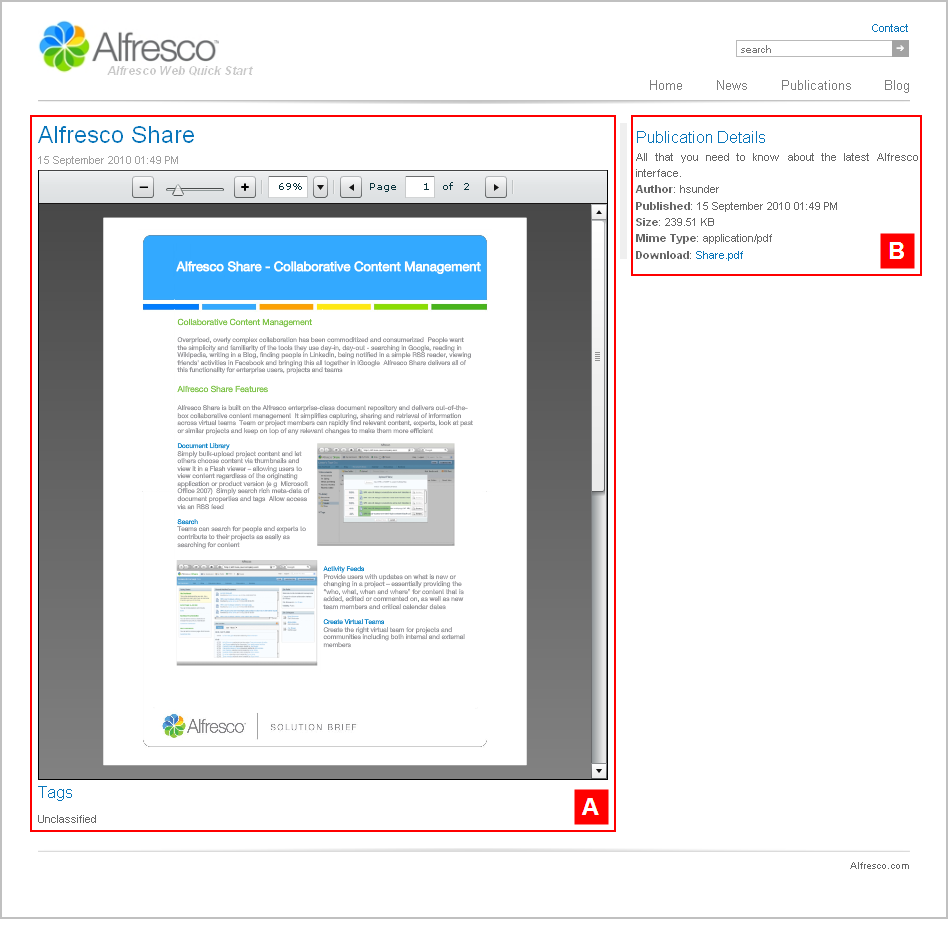 Contact
Alfresco™
Alfresco Web Quick Start
search
Home News Publications Blog
Alfresco Share
15 September 2010 01:49 PM
69% Page 1 of 2
Alfresco Share - Collaborative Content Management
Collaborative Content Management
Overpriced, overly complex collaboration has been commoditized and consumerized People want
the simplicity and familiarity of the tools they use day-in, day-out - searching in Google, reading in
Wikipedia, writing in a Blog, finding people in LinkedIn, being notified in a simple RSS reader, viewing
friends' activities in Facebook and bringing this all together in iGoogle Alfresco Share delivers all of
this functionality for enterprise users, projects and teams
Alfresco Share Features
Alfresco Share is built on the Alfresco enterprise-class document repository and delivers out-of-the-
box collaborative content management It simplifies capturing, sharing and retrieval of information
across virtual teams Team or project members can rapidly find relevant content, experts, look at past
or similar projects and keep on top of any relevant changes to make them more efficient
Document Library
Simply bulk-upload project content and let
others choose content via thumbnails and
view it in a Flash viewer – allowing users to
view content regardless of the originating
application or product version (e g Microsoft
Office 2007) Simply search rich meta-data of
document properties and tags Allow access
via an RSS feed
Search
Teams can search for people and experts to
contribute to their projects as easily as
searching for content
Activity Feeds
Provide users with updates on what is new or
changing in a project – essentially providing the
"who, what, when and where" for content that is
added, edited or commented on, as well as new
team members and critical calendar dates
Create Virtual Teams
Create the right virtual team for projects and
communities including both internal and external
members
Alfresco SOLUTION BRIEF
Tags
Unclassified
A
Publication Details
All that you need to know about the latest Alfresco
interface.
Author: hsunder
Published: 15 September 2010 01:49 PM
Size: 239.51 KB
Mime Type: application/pdf
Download: Share.pdf
B
Alfresco.com